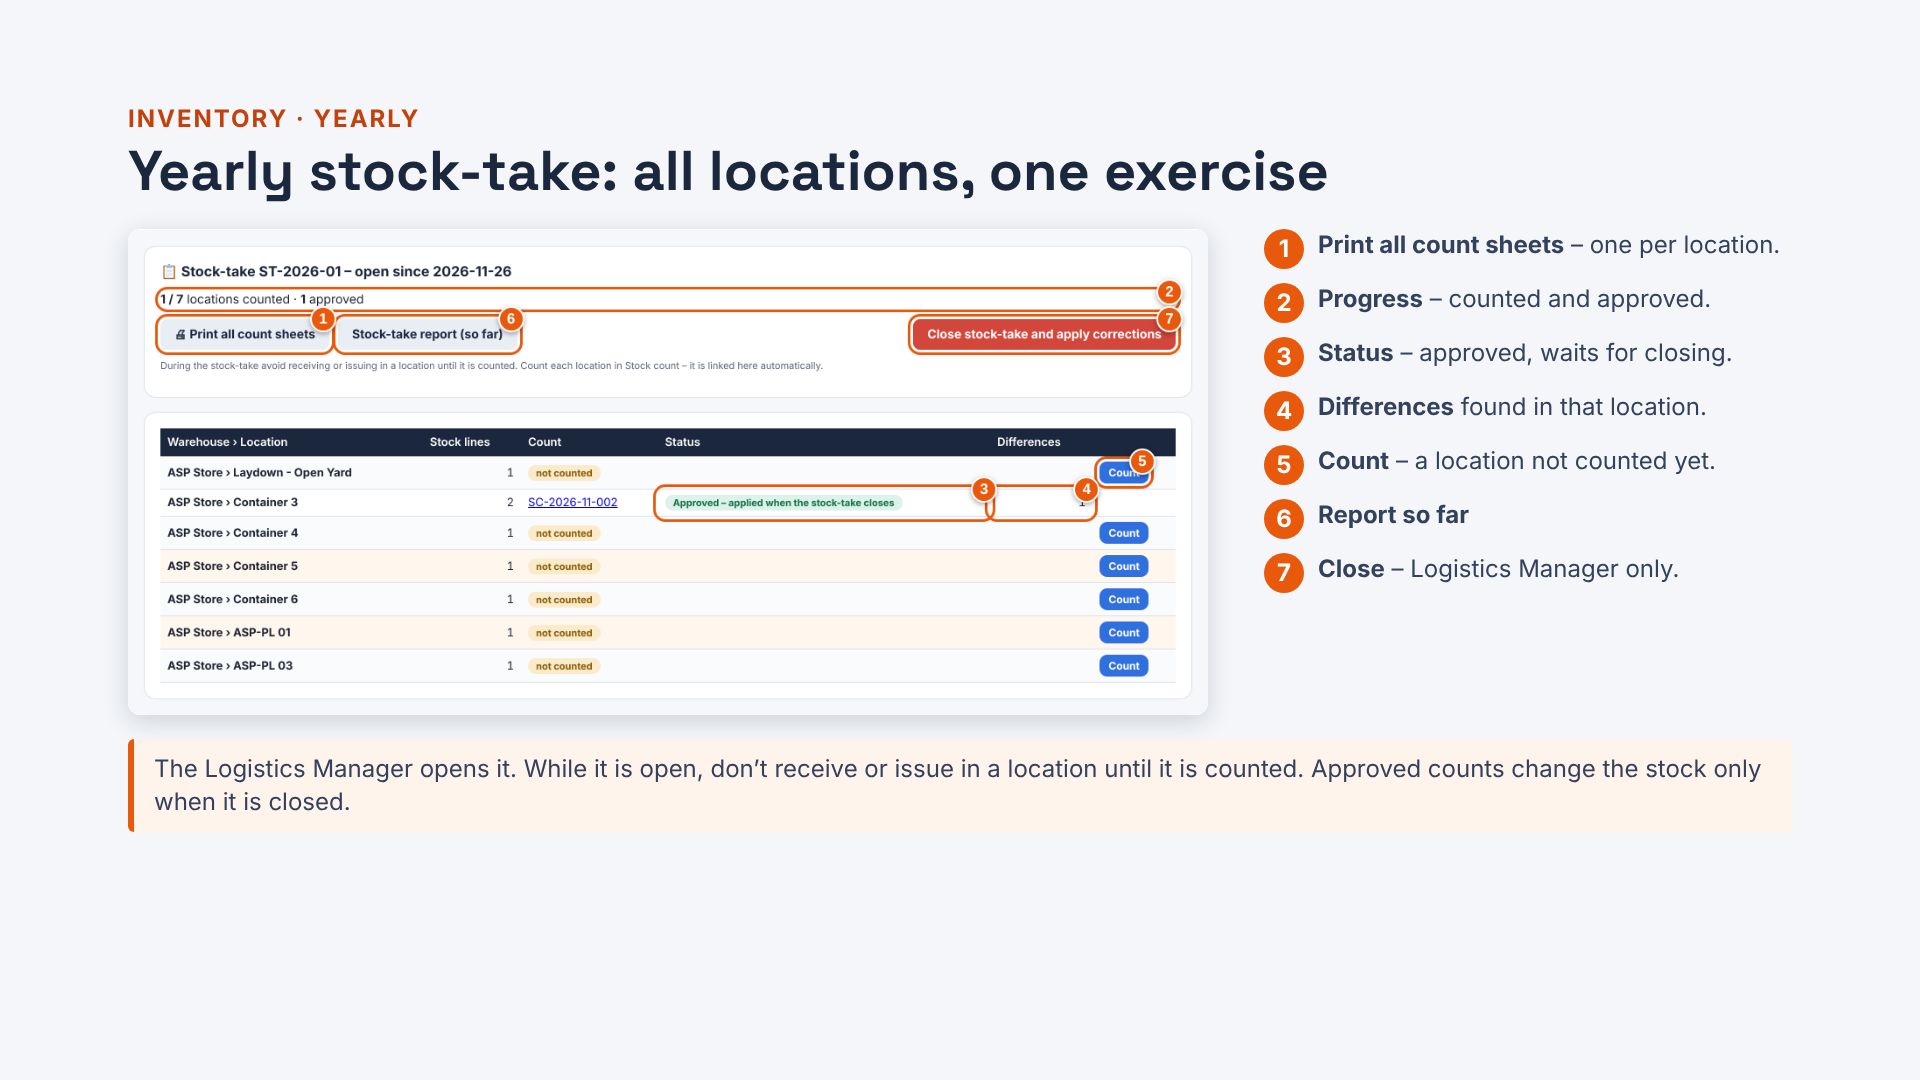 INVENTORY · YEARLY
Yearly stock-take: all locations, one exercise
📋 Stock-take ST-2026-01 – open since 2026-11-26
1 / 7 locations counted · 1 approved
2
🖨 Print all count sheets
1
Stock-take report (so far)
6
Close stock-take and apply corrections
7
During the stock-take avoid receiving or issuing in a location until it is counted. Count each location in Stock count – it is linked here automatically.
Warehouse › Location Stock lines Count Status Differences
ASP Store › Laydown - Open Yard 1 not counted Count 5
ASP Store › Container 3 2 SC-2026-11-002 Approved – applied when the stock-take closes 3 4
ASP Store › Container 4 1 not counted Count
ASP Store › Container 5 1 not counted Count
ASP Store › Container 6 1 not counted Count
ASP Store › ASP-PL 01 1 not counted Count
ASP Store › ASP-PL 03 1 not counted Count
1 Print all count sheets – one per location.
2 Progress – counted and approved.
3 Status – approved, waits for closing.
4 Differences found in that location.
5 Count – a location not counted yet.
6 Report so far
7 Close – Logistics Manager only.
The Logistics Manager opens it. While it is open, don’t receive or issue in a location until it is counted. Approved counts change the stock only
when it is closed.